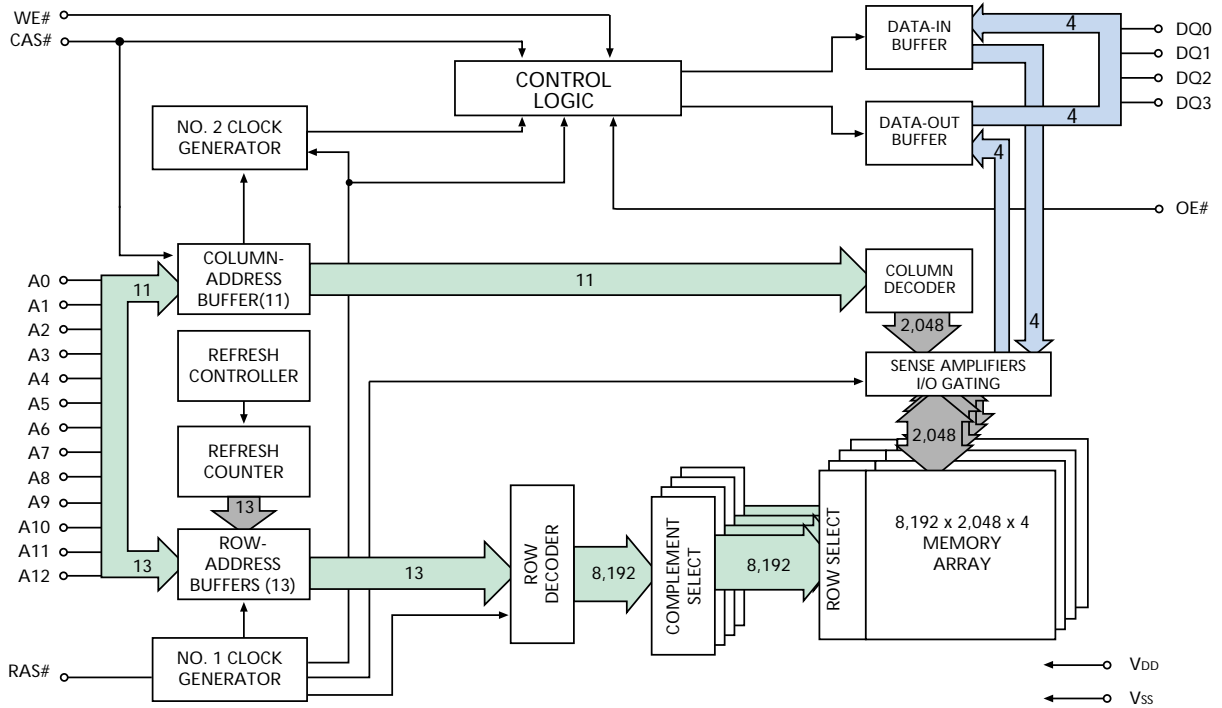 WE#
CAS#
CONTROL
LOGIC
DATA-IN
BUFFER
4
DQ0
DQ1
DQ2
DQ3
NO. 2 CLOCK
GENERATOR
DATA-OUT
BUFFER
4
4
OE#
COLUMN-
ADDRESS
BUFFER(11)
11
11
COLUMN
DECODER
A0
A1
A2
A3
A4
A5
A6
A7
A8
A9
A10
A11
A12
REFRESH
CONTROLLER
2,048
4
SENSE AMPLIFIERS
I/O GATING
REFRESH
COUNTER
2,048
13
ROW-
ADDRESS
BUFFERS (13)
13
13
ROW
DECODER
8,192
COMPLEMENT
SELECT
8,192
ROW SELECT
8,192 x 2,048 x 4
MEMORY
ARRAY
RAS#
NO. 1 CLOCK
GENERATOR
VDD
VSS